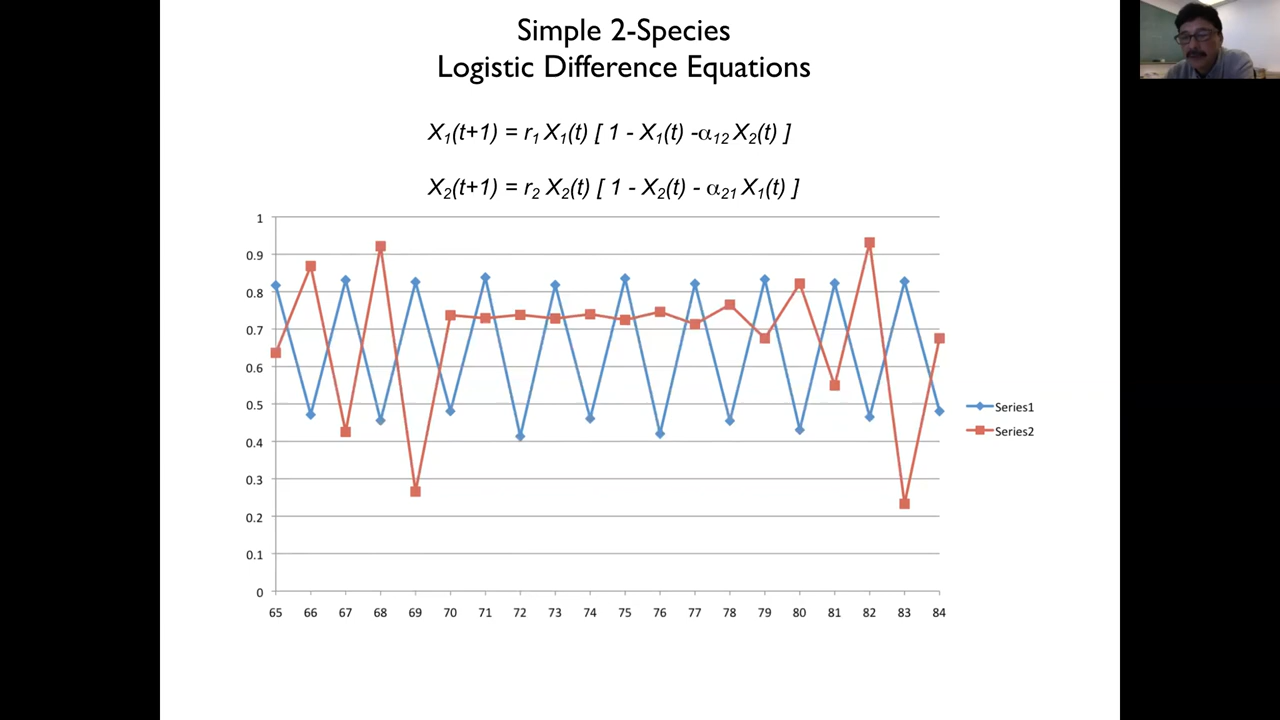 Simple 2-Species
Logistic Difference Equations
X₁(t+1) = r₁ X₁(t) [ 1 - X₁(t) -α₁₂ X₂(t) ]
X₂(t+1) = r₂ X₂(t) [ 1 - X₂(t) - α₂₁ X₁(t) ]
1
0.9
0.8
0.7
0.6
0.5
0.4
0.3
0.2
0.1
0
65 66 67 68 69 70 71 72 73 74 75 76 77 78 79 80 81 82 83 84
Series1
Series2